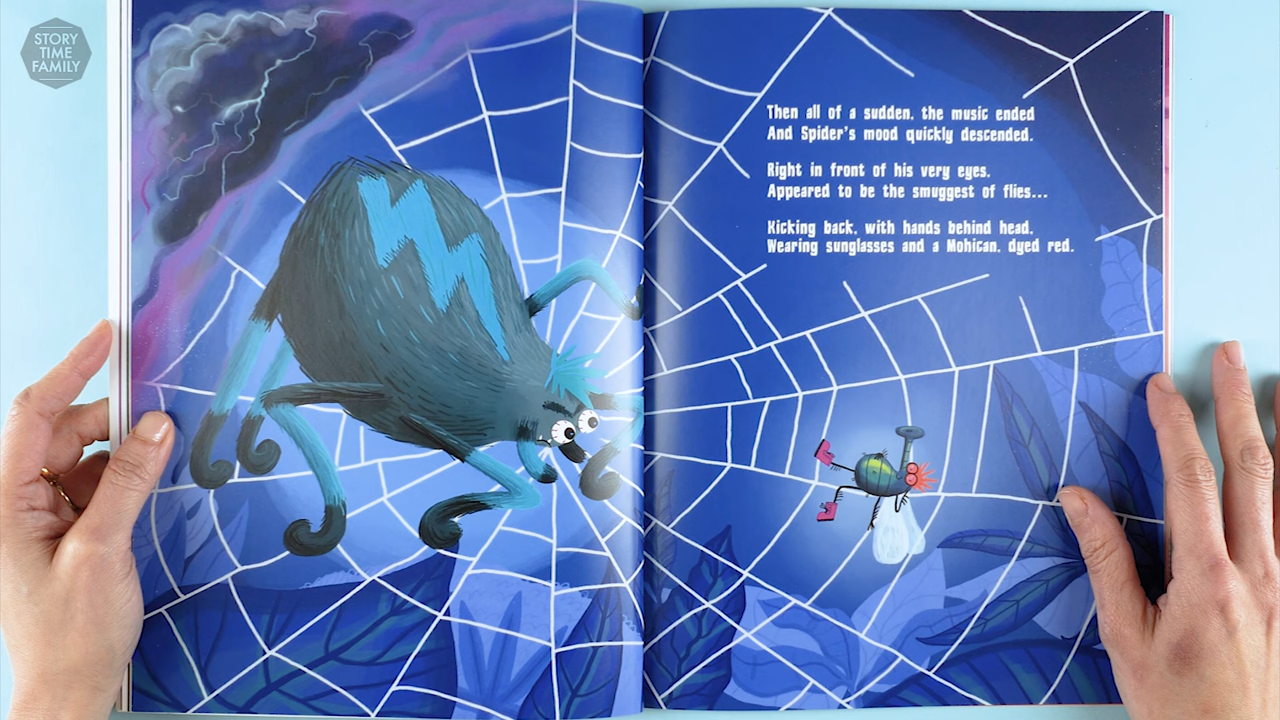 STORY
TIME
FAMILY
Then all of a sudden, the music ended
And Spider's mood quickly descended.
Right in front of his very eyes.
Appeared to be the smuggest of flies...
Kicking back, with hands behind head,
Wearing sunglasses and a Mohican, dyed red.